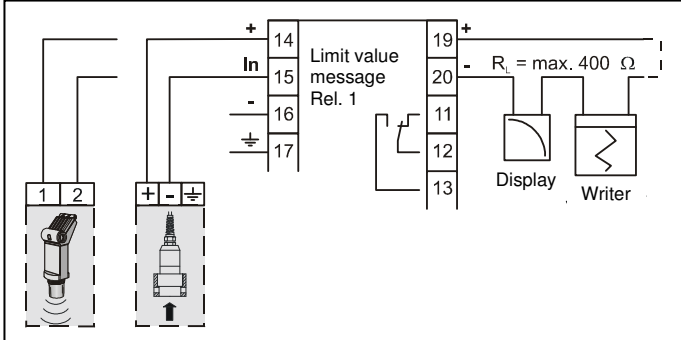 + 14 Limit value 19 +
In 15 message 20 - R_L = max. 400 Ω
Rel. 1
- 16 11
17 12
13
Display
Writer
1 2 + -